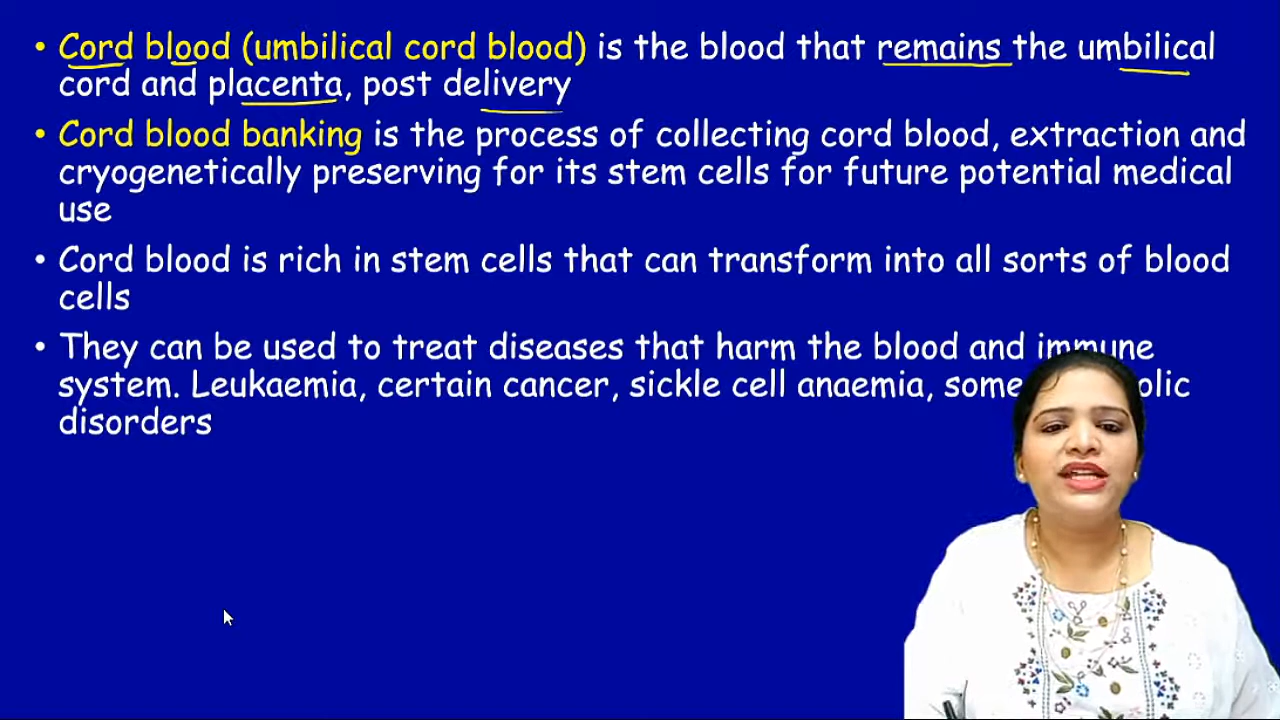 • Cord blood (umbilical cord blood) is the blood that remains the umbilical
cord and placenta, post delivery
• Cord blood banking is the process of collecting cord blood, extraction and
cryogenetically preserving for its stem cells for future potential medical
use
• Cord blood is rich in stem cells that can transform into all sorts of blood
cells
• They can be used to treat diseases that harm the blood and immune
system. Leukaemia, certain cancer, sickle cell anaemia, some
disorders